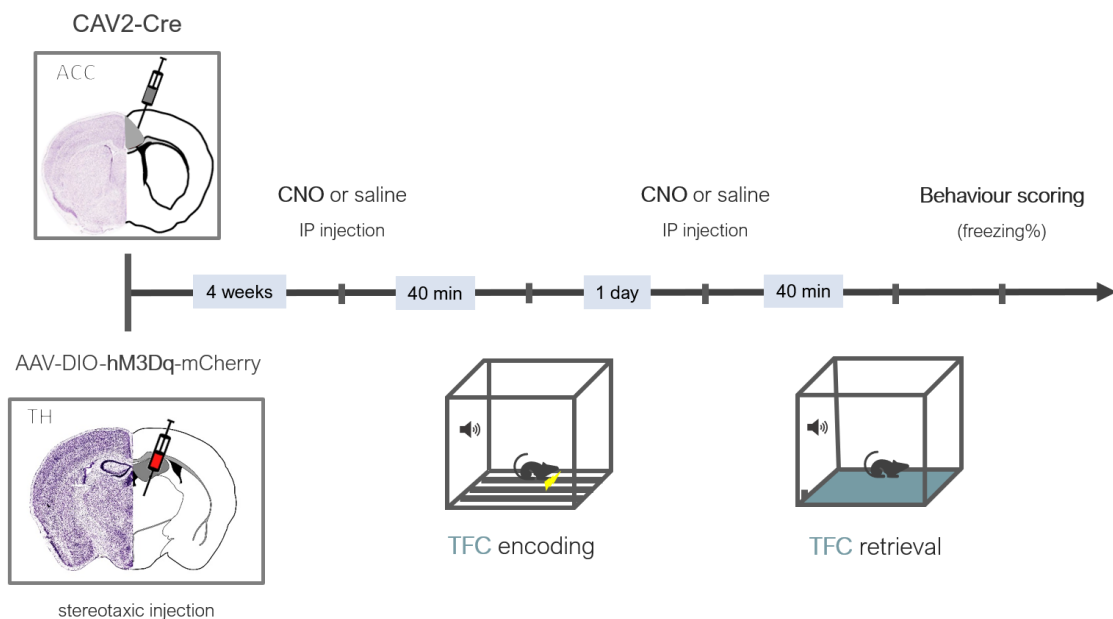 CAV2-Cre
ACC
CNO or saline
IP injection
CNO or saline
IP injection
Behaviour scoring
(freezing%)
4 weeks
40 min
1 day
40 min
AAV-DIO-hM3Dq-mCherry
TH
TFC encoding
TFC retrieval
stereotaxic injection